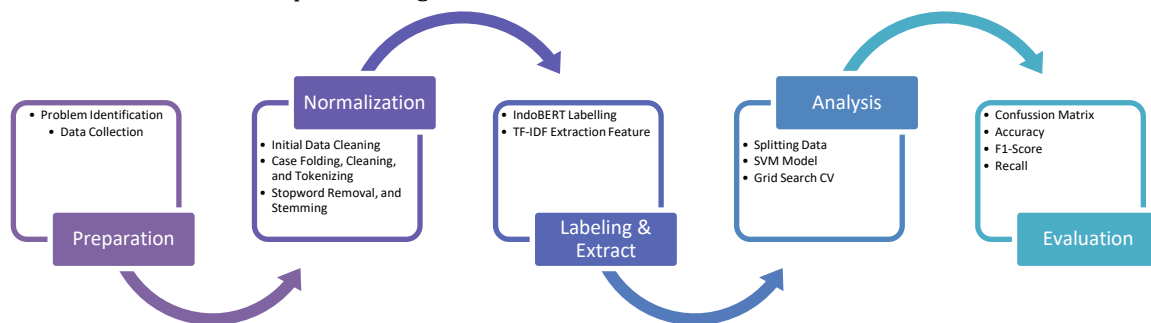 • Problem Identification
• Data Collection
Preparation
Normalization
• Initial Data Cleaning
• Case Folding, Cleaning,
and Tokenizing
• Stopword Removal, and
Stemming
• IndoBERT Labelling
• TF-IDF Extraction Feature
Labeling &
Extract
Analysis
• Splitting Data
• SVM Model
• Grid Search CV
• Confussion Matrix
• Accuracy
• F1-Score
• Recall
Evaluation